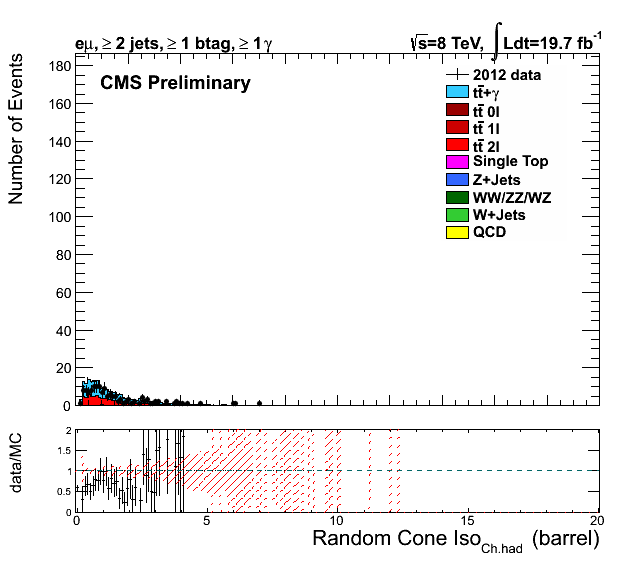 eμ, ≥ 2 jets, ≥ 1 btag, ≥ 1γ
√s=8 TeV, ∫Ldt=19.7 fb⁻¹
CMS Preliminary
Number of Events
180
160
140
120
100
80
60
40
20
0
2012 data
tt̄+γ
tt̄ 0l
tt̄ 1l
tt̄ 2l
Single Top
Z+Jets
WW/ZZ/WZ
W+Jets
QCD
data/MC
2
1.5
1
0.5
0
0 5 10 15 20
Random Cone Iso_Ch.had (barrel)